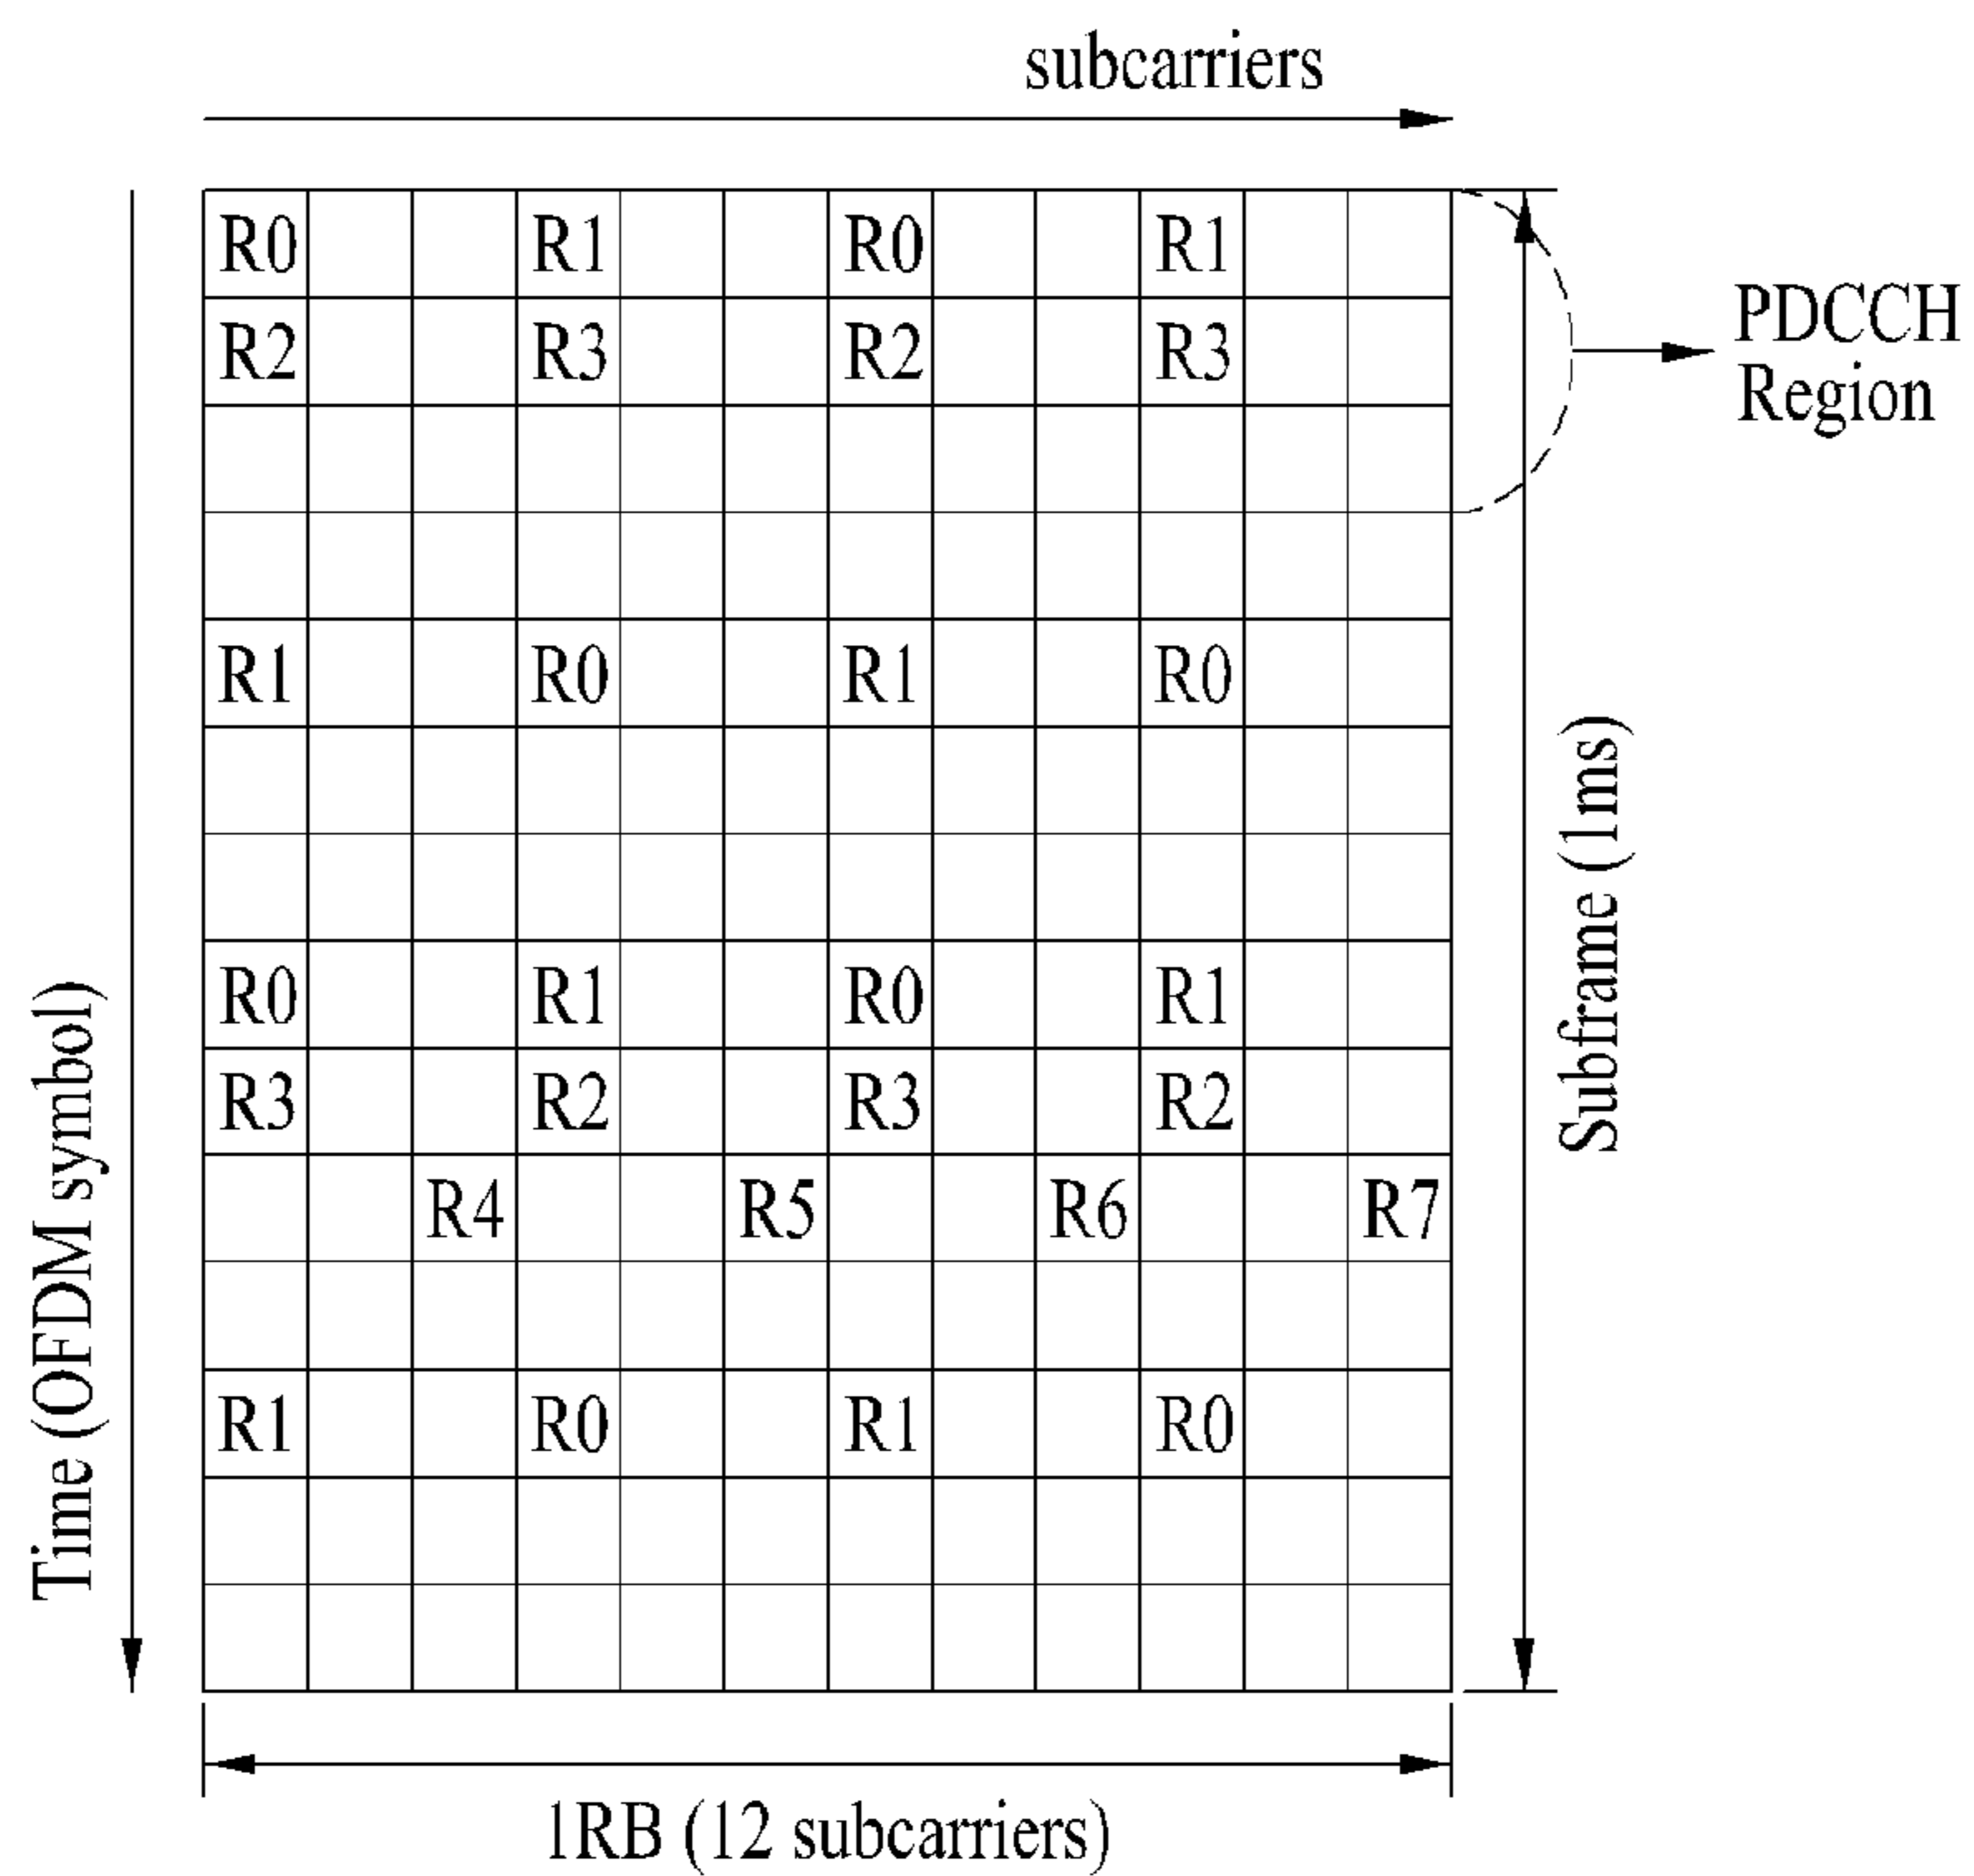 subcarriers
R0 R1 R0 R1
R2 R3 R2 R3
PDCCH
Region
R1 R0 R1 R0
R0 R1 R0 R1
R3 R2 R3 R2
R4 R5 R6 R7
R1 R0 R1 R0
Time (OFDM symbol)
Subframe (1ms)
1RB (12 subcarriers)